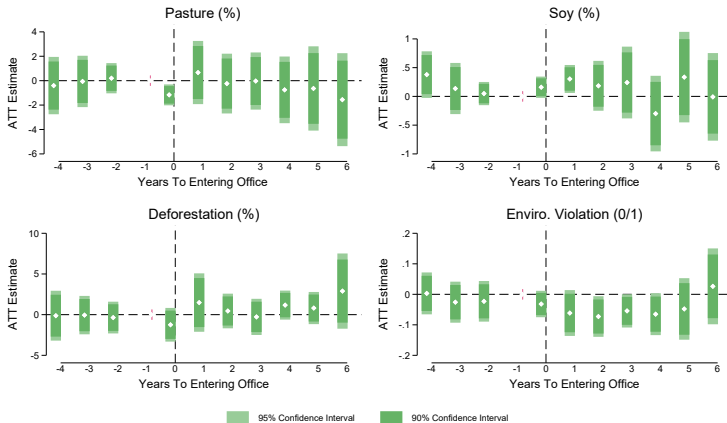 Pasture (%)
ATT Estimate
4
2
0
-2
-4
-6
-4 -3 -2 -1 0 1 2 3 4 5 6
Years To Entering Office
Soy (%)
ATT Estimate
1
.5
0
-.5
-1
-4 -3 -2 -1 0 1 2 3 4 5 6
Years To Entering Office
Deforestation (%)
ATT Estimate
10
5
0
-5
-4 -3 -2 -1 0 1 2 3 4 5 6
Years To Entering Office
Enviro. Violation (0/1)
ATT Estimate
.2
.1
0
-.1
-.2
-4 -3 -2 -1 0 1 2 3 4 5 6
Years To Entering Office
95% Confidence Interval 90% Confidence Interval